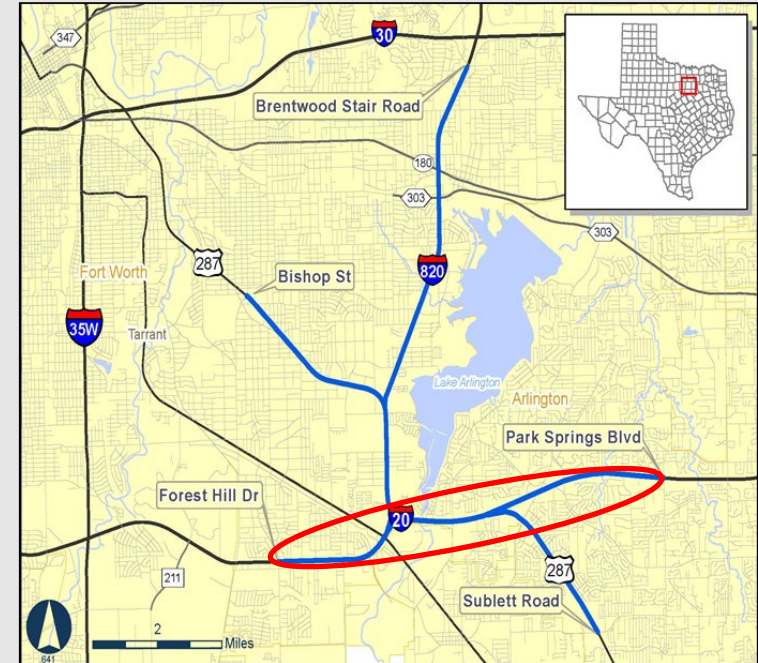 347
30
Brentwood Stair Road
180
303
303
287
Bishop St
820
Fort Worth
35W
Tarrant
Lake Arlington
Arlington
Park Springs Blvd
Forest Hill Dr
20
211
287
Sublett Road
2
Miles
641